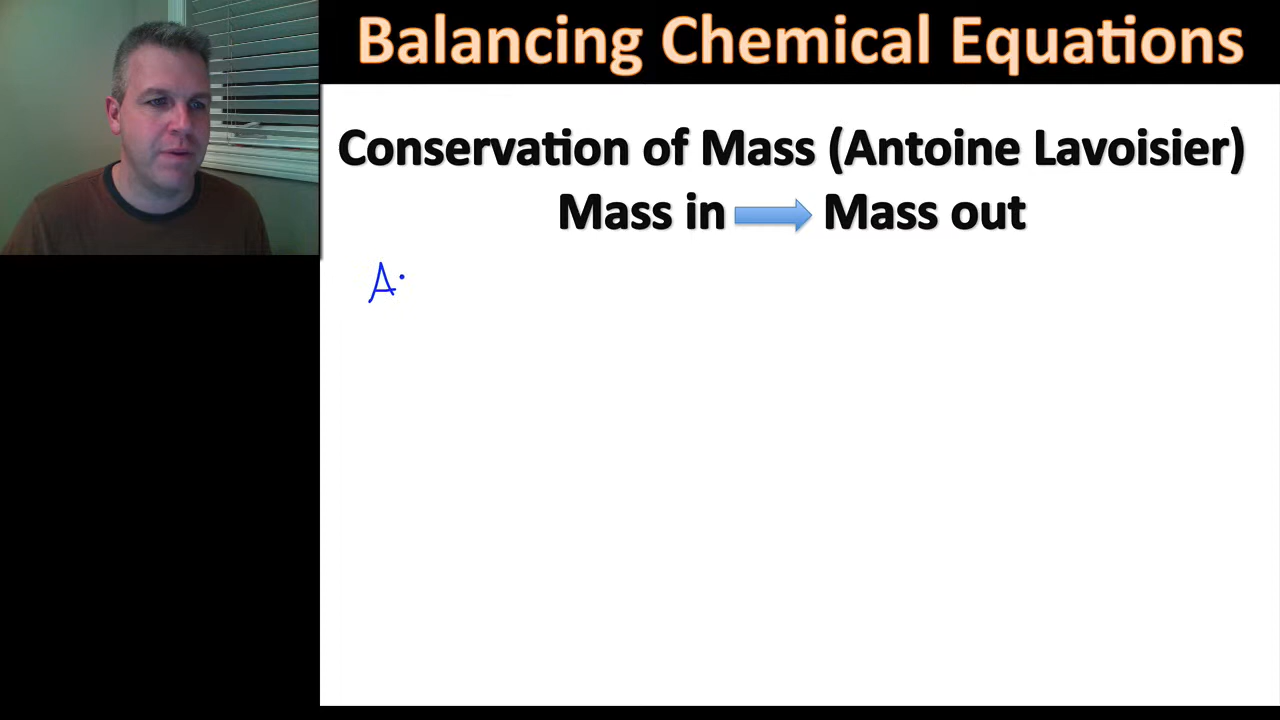 Balancing Chemical Equations
Conservation of Mass (Antoine Lavoisier)
Mass in Mass out
A